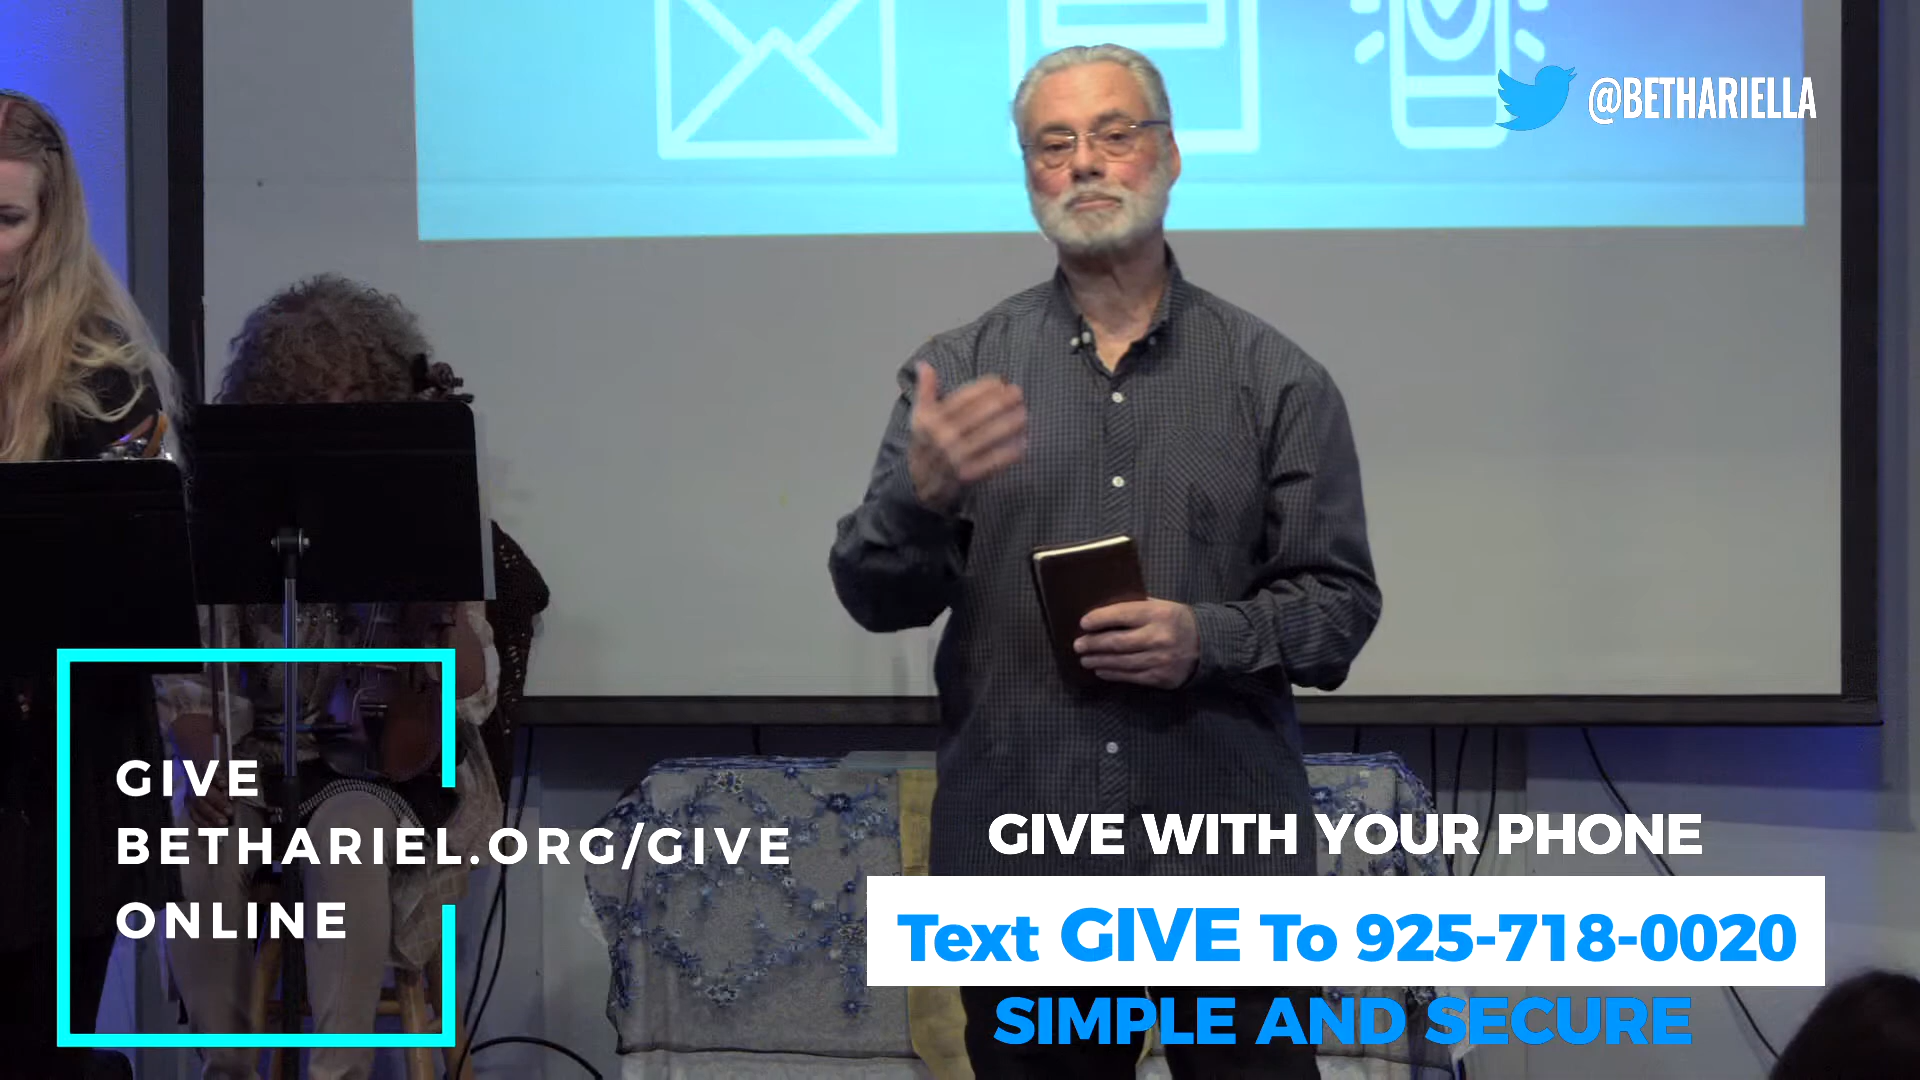 @BETHARIELLA
GIVE
BETHARIEL.ORG/GIVE
ONLINE
GIVE WITH YOUR PHONE
Text GIVE To 925-718-0020
SIMPLE AND SECURE